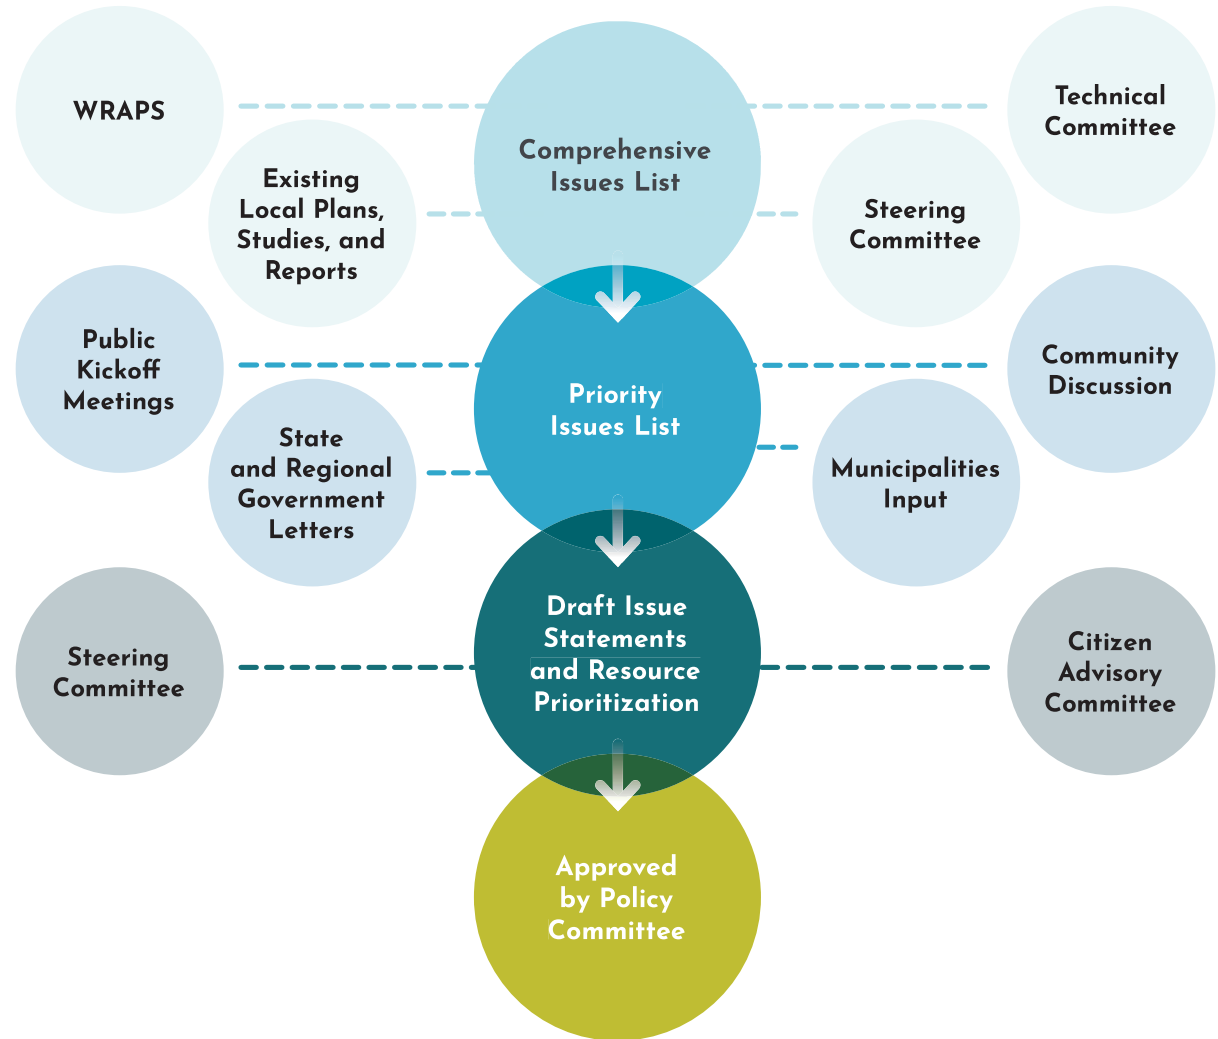 WRAPS
Technical
Committee
Comprehensive
Issues List
Existing
Local Plans,
Studies, and
Reports
Steering
Committee
Public
Kickoff
Meetings
Community
Discussion
Priority
Issues List
State
and Regional
Government
Letters
Municipalities
Input
Draft Issue
Statements
and Resource
Prioritization
Steering
Committee
Citizen
Advisory
Committee
Approved
by Policy
Committee